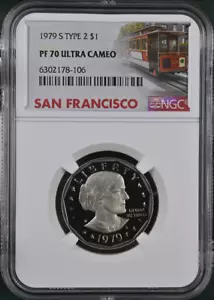 1979 S TYPE 2 $1
PF 70 ULTRA CAMEO
6302178-106
SAN FRANCISCO
NGC
LIBERTY
1979